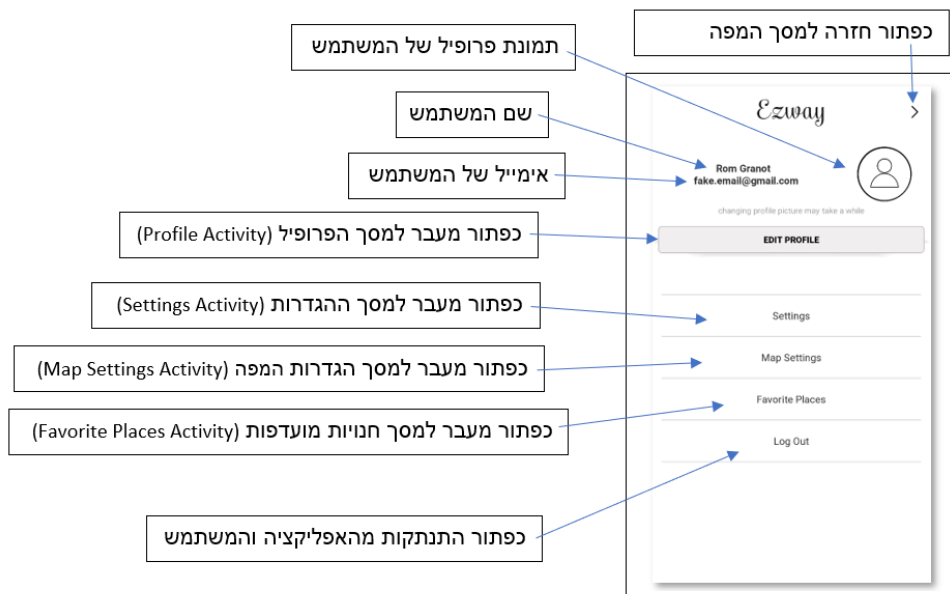 כפתור חזרה למסך המפה
תמונת פרופיל של המשתמש
שם המשתמש
אימייל של המשתמש
כפתור מעבר למסך הפרופיל (Profile Activity)
כפתור מעבר למסך ההגדרות (Settings Activity)
כפתור מעבר למסך הגדרות המפה (Map Settings Activity)
כפתור מעבר למסך חנויות מועדפות (Favorite Places Activity)
כפתור התנתקות מהאפליקציה והמשתמש
Ezway
Rom Granot
fake.email@gmail.com
changing profile picture may take a while
EDIT PROFILE
Settings
Map Settings
Favorite Places
Log Out